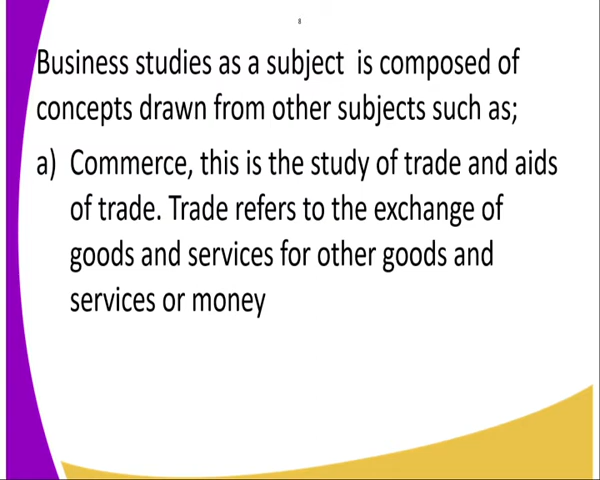 8
Business studies as a subject  is composed of
concepts drawn from other subjects such as;
a) Commerce, this is the study of trade and aids
of trade. Trade refers to the exchange of
goods and services for other goods and
services or money